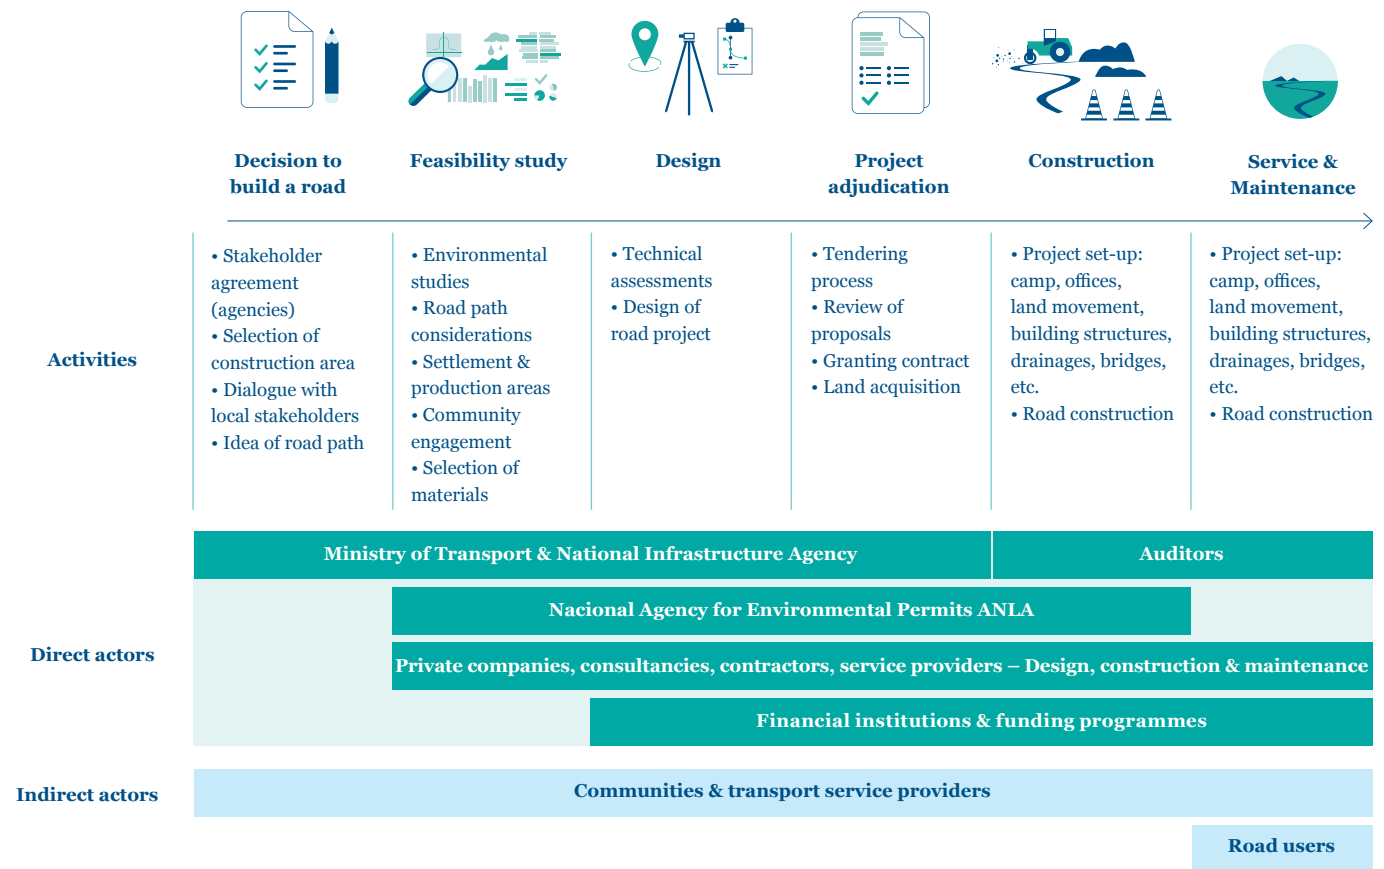 Decision to
build a road
Feasibility study
Design
Project
adjudication
Construction
Service &
Maintenance
Activities
• Stakeholder
agreement
(agencies)
• Selection of
construction area
• Dialogue with
local stakeholders
• Idea of road path
• Environmental
studies
• Road path
considerations
• Settlement &
production areas
• Community
engagement
• Selection of
materials
• Technical
assessments
• Design of
road project
• Tendering
process
• Review of
proposals
• Granting contract
• Land acquisition
• Project set-up:
camp, offices,
land movement,
building structures,
drainages, bridges,
etc.
• Road construction
• Project set-up:
camp, offices,
land movement,
building structures,
drainages, bridges,
etc.
• Road construction
Direct actors
Ministry of Transport & National Infrastructure Agency
Auditors
Nacional Agency for Environmental Permits ANLA
Private companies, consultancies, contractors, service providers – Design, construction & maintenance
Financial institutions & funding programmes
Indirect actors
Communities & transport service providers
Road users